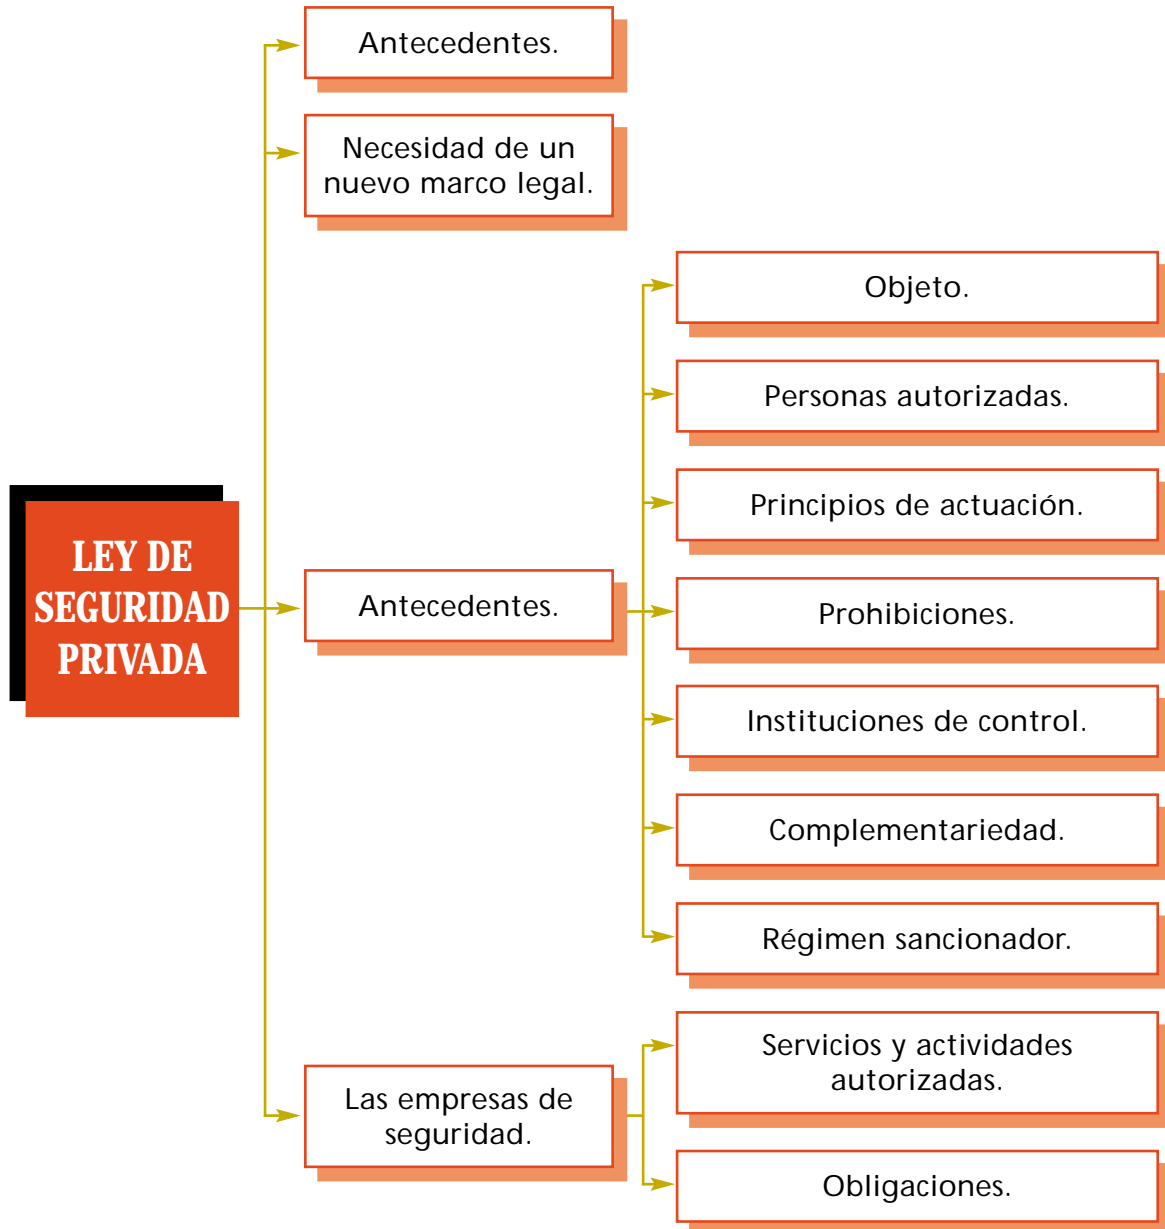 Antecedentes.
Necesidad de un
nuevo marco legal.
Objeto.
Personas autorizadas.
Principios de actuación.
LEY DE
SEGURIDAD
PRIVADA
Antecedentes.
Prohibiciones.
Instituciones de control.
Complementariedad.
Régimen sancionador.
Las empresas de
seguridad.
Servicios y actividades
autorizadas.
Obligaciones.